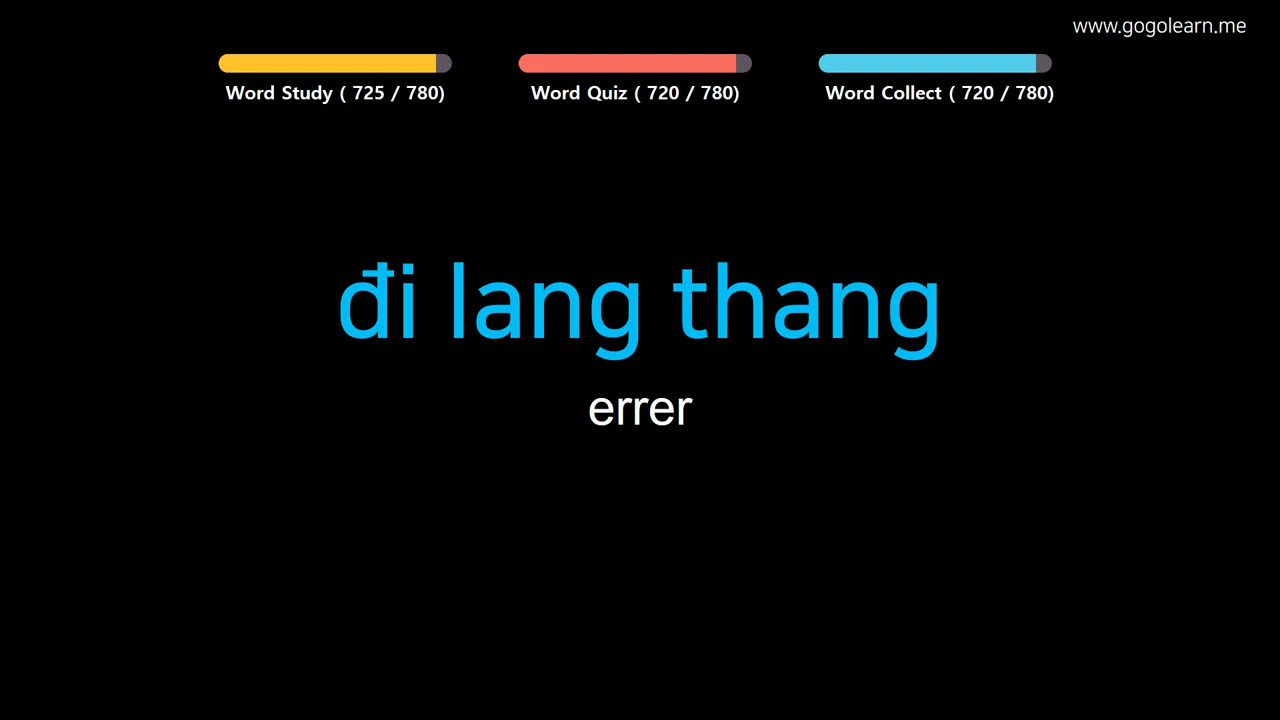 www.gogolearn.me
Word Study ( 725 / 780)
Word Quiz ( 720 / 780)
Word Collect ( 720 / 780)
đi lang thang
errer